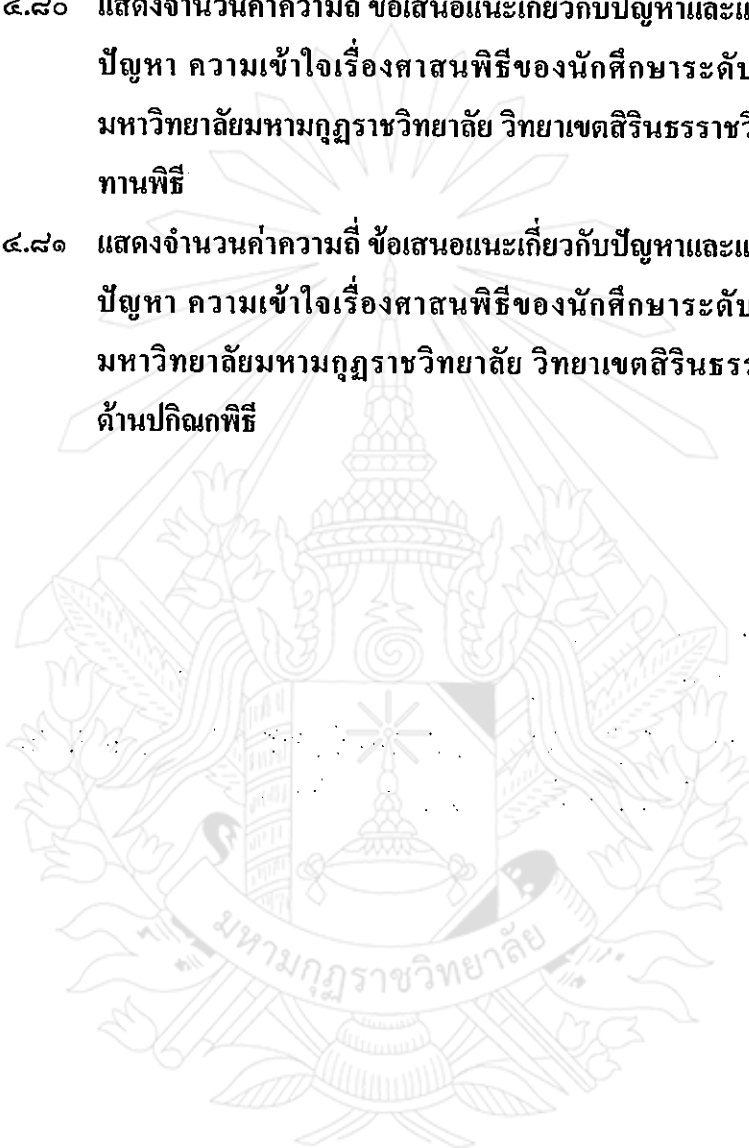 ๔.๘๐ แสดงจำนวนค่าความถี่ ข้อเสนอแนะเกี่ยวกับปัญหาและแ
ปัญหา ความเข้าใจเรื่องศาสนพิธีของนักศึกษาระดับ
มหาวิทยาลัยมหามกุฏราชวิทยาลัย วิทยาเขตสิรินธรราชวิ
ทานพิธี
๔.๘๑ แสดงจำนวนค่าความถี่ ข้อเสนอแนะเกี่ยวกับปัญหาและแ
ปัญหา ความเข้าใจเรื่องศาสนพิธีของนักศึกษาระดับ
มหาวิทยาลัยมหามกุฏราชวิทยาลัย วิทยาเขตสิรินธรร
ด้านปกิณกพิธี
มหามกุฏราชวิทยาลัย